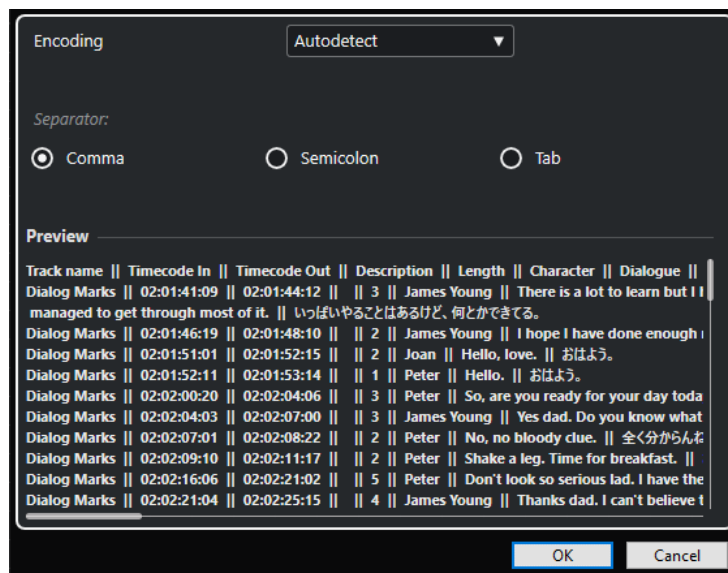 Encoding
Autodetect
Separator:
Comma
Semicolon
Tab
Preview
Track name || Timecode In || Timecode Out || Description || Length || Character || Dialogue ||
Dialog Marks || 02:01:41:09 || 02:01:44:12 || || 3 || James Young || There is a lot to learn but I
managed to get through most of it. || いっぱいやることはあるけど、何とかできてる。
Dialog Marks || 02:01:46:19 || 02:01:48:10 || || 2 || James Young || I hope I have done enough
Dialog Marks || 02:01:51:01 || 02:01:52:15 || || 2 || Joan || Hello, love. || おはよう。
Dialog Marks || 02:01:52:11 || 02:01:53:14 || || 1 || Peter || Hello. || おはよう。
Dialog Marks || 02:02:00:20 || 02:02:04:06 || || 3 || Peter || So, are you ready for your day toda
Dialog Marks || 02:02:04:03 || 02:02:07:00 || || 3 || James Young || Yes dad. Do you know what
Dialog Marks || 02:02:07:01 || 02:02:08:22 || || 2 || Peter || No, no bloody clue. || 全く分からんね
Dialog Marks || 02:02:09:10 || 02:02:11:17 || || 2 || Peter || Shake a leg. Time for breakfast. ||
Dialog Marks || 02:02:16:06 || 02:02:21:02 || || 5 || Peter || Don't look so serious lad. I have the
Dialog Marks || 02:02:21:04 || 02:02:25:15 || || 4 || James Young || Thanks dad. I can't believe t
OK
Cancel